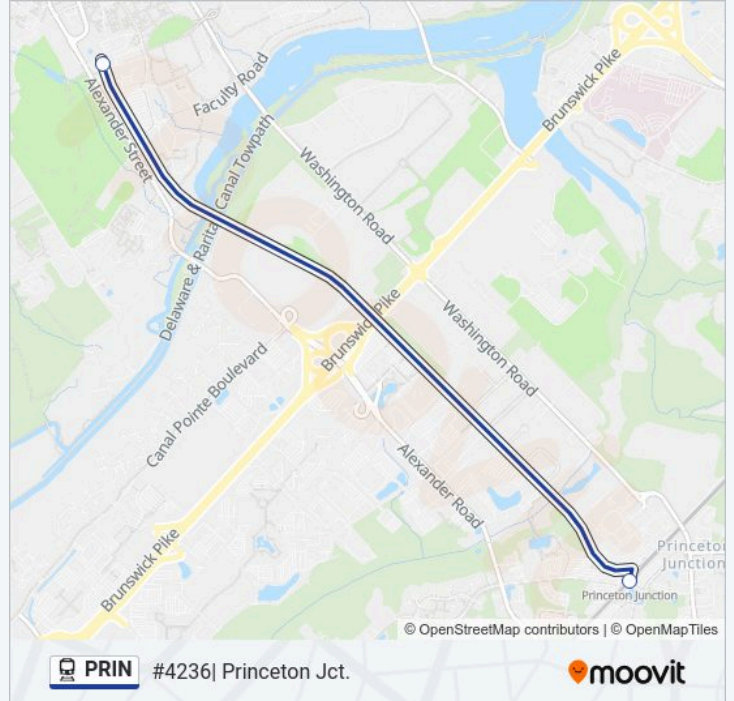 Faculty Road
Brunswick Pike
Alexander Street
Delaware & Raritan Canal Towpath
Washington Road
Brunswick Pike
Washington Road
Canal Pointe Boulevard
Alexander Road
Brunswick Pike
Princeton
Junction
Princeton Junction
© OpenStreetMap contributors | © OpenMapTiles
PRIN #4236| Princeton Jct.
moovit